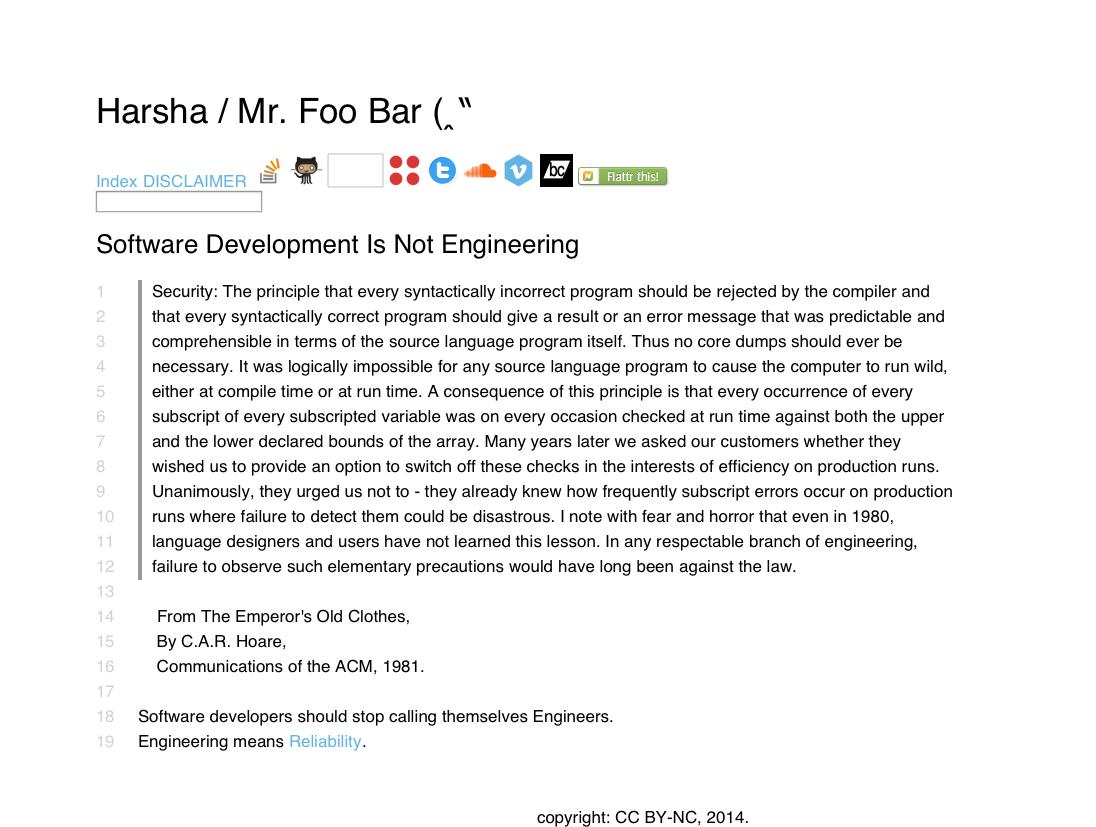 Harsha / Mr. Foo Bar (‸‶
Index DISCLAIMER
bc
Flattr this!
Software Development Is Not Engineering
1 Security: The principle that every syntactically incorrect program should be rejected by the compiler and
2 that every syntactically correct program should give a result or an error message that was predictable and
3 comprehensible in terms of the source language program itself. Thus no core dumps should ever be
4 necessary. It was logically impossible for any source language program to cause the computer to run wild,
5 either at compile time or at run time. A consequence of this principle is that every occurrence of every
6 subscript of every subscripted variable was on every occasion checked at run time against both the upper
7 and the lower declared bounds of the array. Many years later we asked our customers whether they
8 wished us to provide an option to switch off these checks in the interests of efficiency on production runs.
9 Unanimously, they urged us not to - they already knew how frequently subscript errors occur on production
10 runs where failure to detect them could be disastrous. I note with fear and horror that even in 1980,
11 language designers and users have not learned this lesson. In any respectable branch of engineering,
12 failure to observe such elementary precautions would have long been against the law.
13
14 From The Emperor's Old Clothes,
15 By C.A.R. Hoare,
16 Communications of the ACM, 1981.
17
18 Software developers should stop calling themselves Engineers.
19 Engineering means Reliability.
copyright: CC BY-NC, 2014.